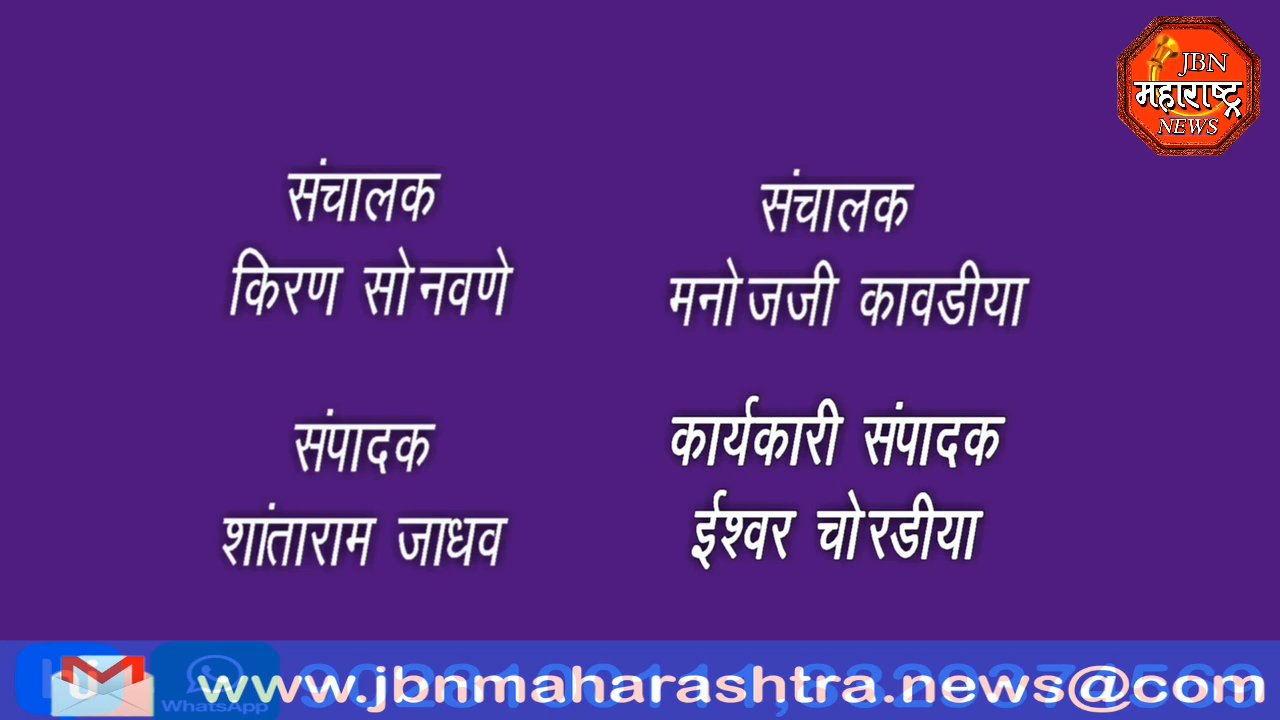 JBN
महाराष्ट्र
NEWS
संचालक
किरण सोनवणे
संचालक
मनोजजी कावडीया
संपादक
शांताराम जाधव
कार्यकारी संपादक
ईश्वर चोरडीया
WhatsApp
www.jbnmaharashtra.news@com